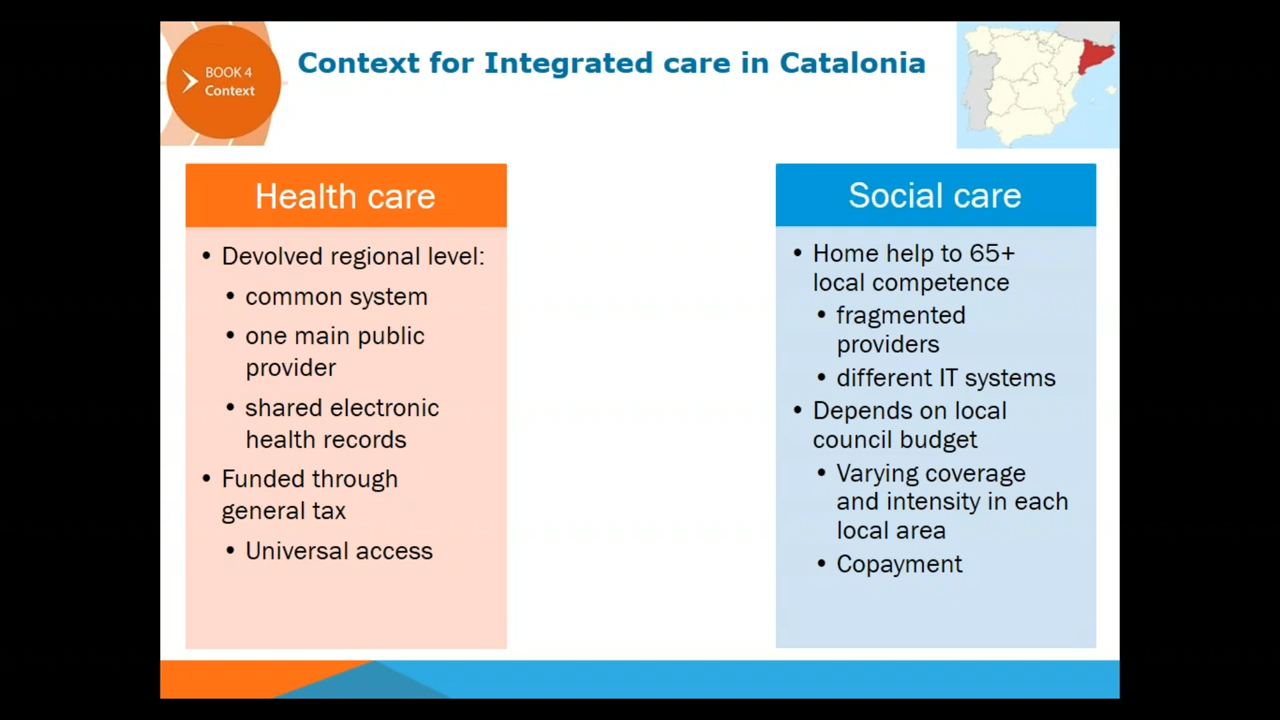 BOOK 4
Context
Context for Integrated care in Catalonia
Health care
• Devolved regional level:
• common system
• one main public
provider
• shared electronic
health records
• Funded through
general tax
• Universal access
Social care
• Home help to 65+
local competence
• fragmented
providers
• different IT systems
• Depends on local
council budget
• Varying coverage
and intensity in each
local area
• Copayment